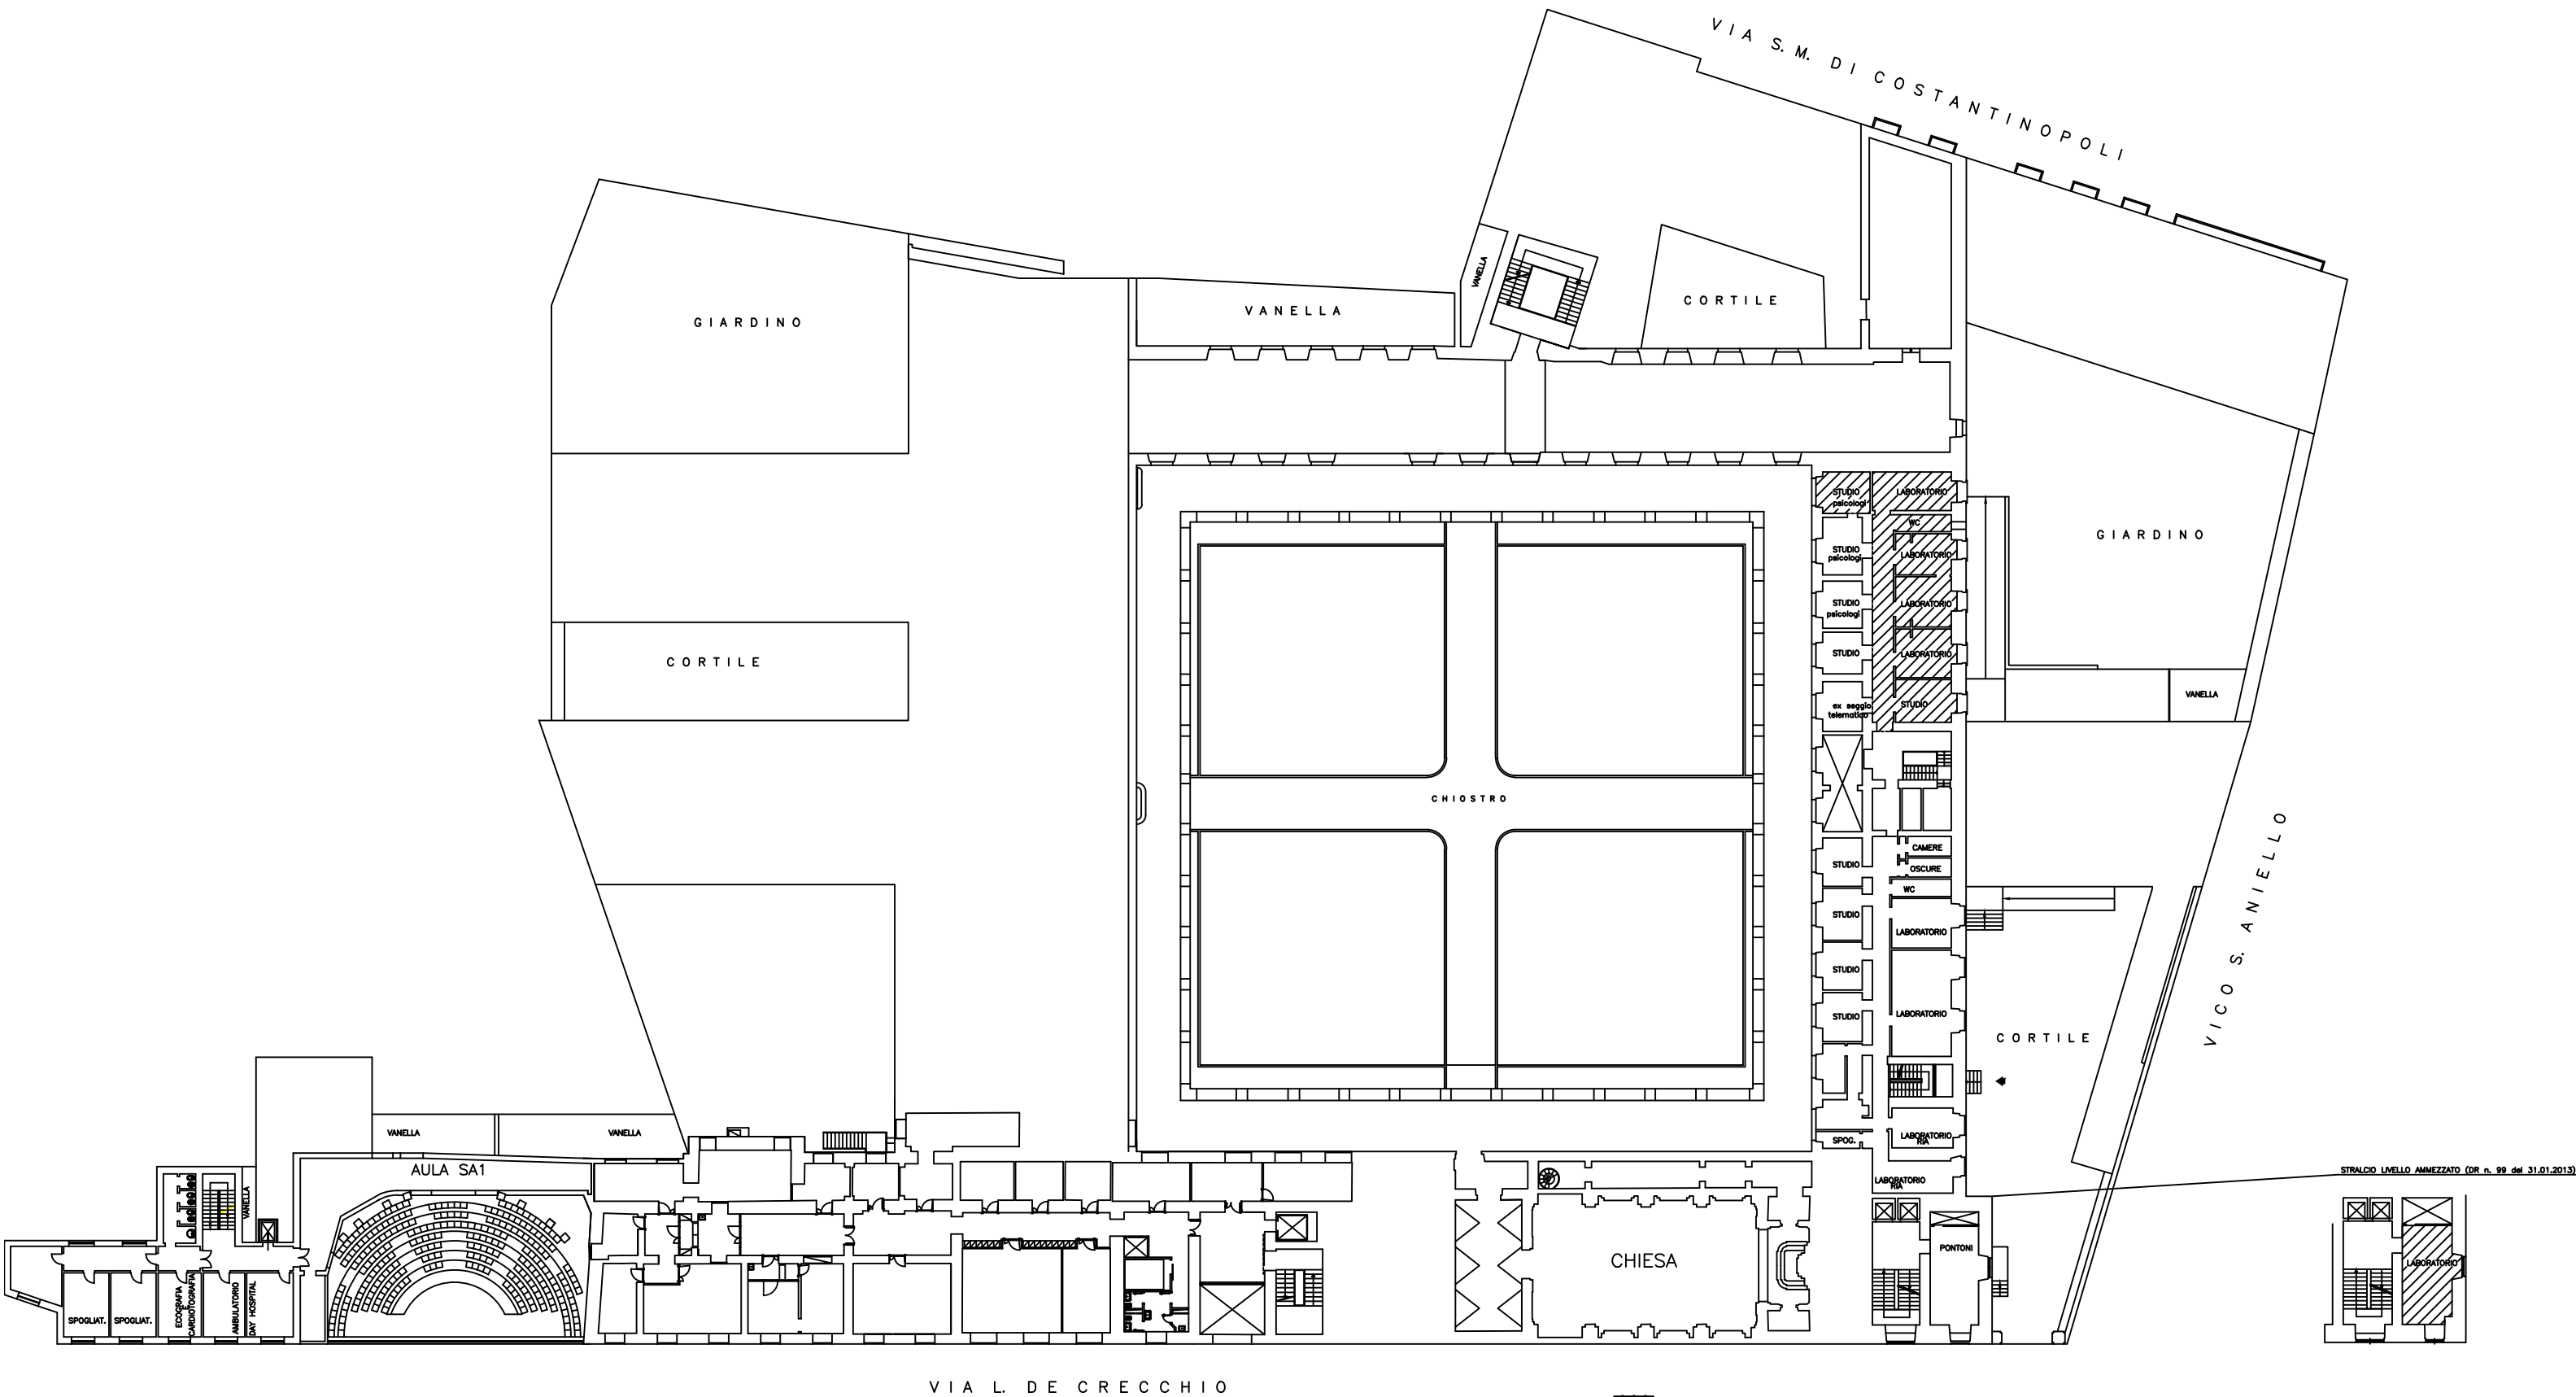 VIA S.M. DI COSTANTINOPOLI
GIARDINO
VANELLA
VANELLA
CORTILE
STUDIO
psicologi
LABORATORIO
WC
STUDIO
psicologi
LABORATORIO
GIARDINO
STUDIO
psicologi
LABORATORIO
STUDIO
LABORATORIO
CORTILE
ex seggio
telematico
STUDIO
VANELLA
CHIOSTRO
CAMERE
OSCURE
STUDIO
WC
STUDIO
LABORATORIO
STUDIO
STUDIO
LABORATORIO
CORTILE
VICO S. ANIELLO
VANELLA
VANELLA
SPOG.
LABORATORIO
RIA
AULA SA1
LABORATORIO
RIA
STRALCIO LIVELLO AMMEZZATO (DR n. 99 del 31.01.2013)
VANELLA
CHIESA
PONTONI
LABORATORIO
SPOGLIAT.
SPOGLIAT.
ECOGRAFIA
E
CARDIOTOGRAFIA
AMBULATORIO
DAY HOSPITAL
VIA L. DE CRECCHIO